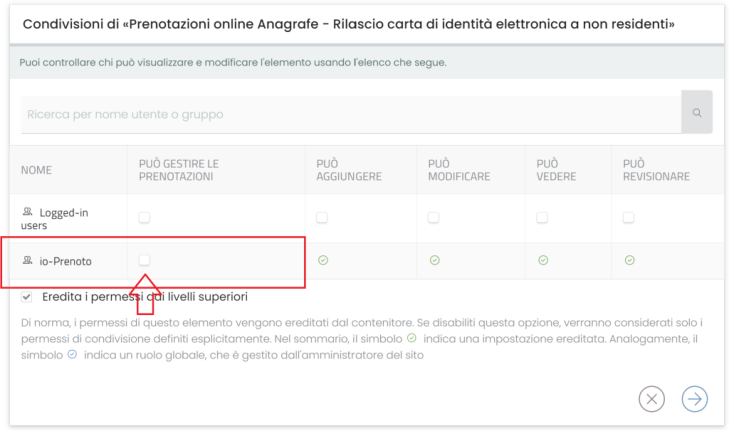 Condivisioni di «Prenotazioni online Anagrafe - Rilascio carta di identità elettronica a non residenti»
Puoi controllare chi può visualizzare e modificare l'elemento usando l'elenco che segue.
Ricerca per nome utente o gruppo
NOME
PUÒ GESTIRE LE
PRENOTAZIONI
PUÒ
AGGIUNGERE
PUÒ
MODIFICARE
PUÒ
VEDERE
PUÒ
REVISIONARE
Logged-in
users
io-Prenoto
Eredita i permessi dai livelli superiori
Di norma, i permessi di questo elemento vengono ereditati dal contenitore. Se disabiliti questa opzione, verranno considerati solo i
permessi di condivisione definiti esplicitamente. Nel sommario, il simbolo indica una impostazione ereditata. Analogamente, il
simbolo indica un ruolo globale, che è gestito dall'amministratore del sito